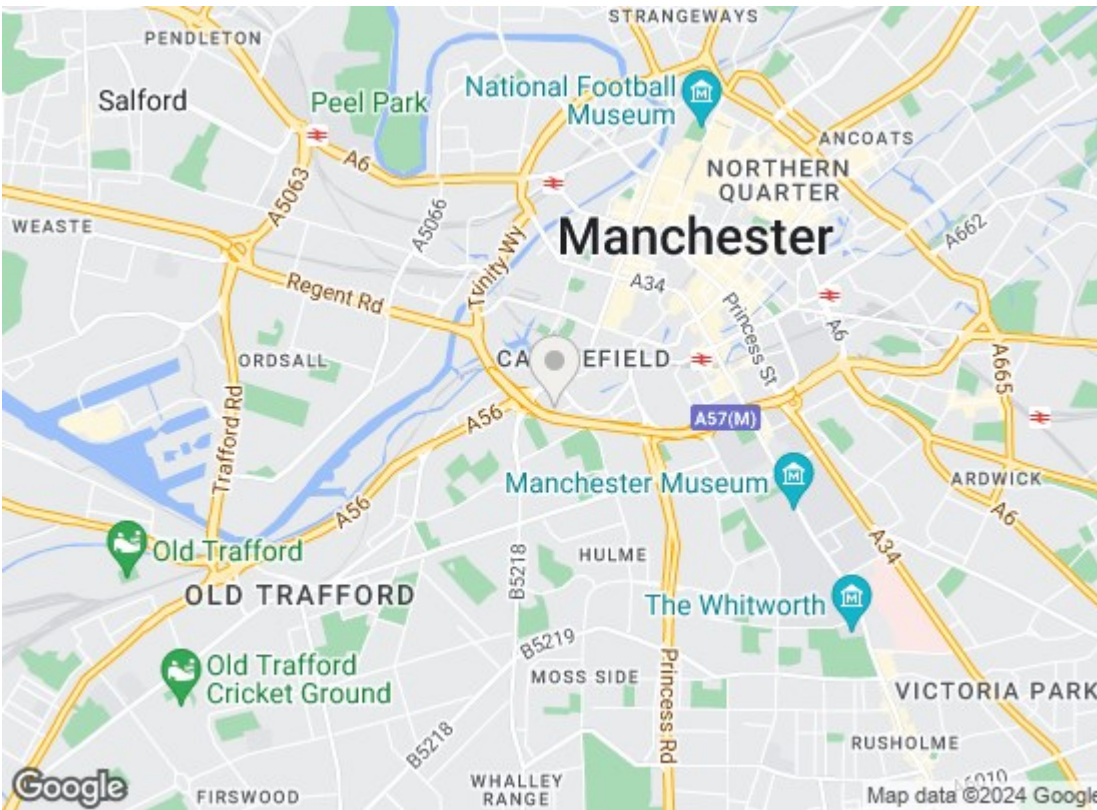 STRANGEWAYS
PENDLETON
National Football
Museum
Salford
Peel Park
ANCOATS
A6
NORTHERN
QUARTER
A5063
A5066
WEASTE
A662
Manchester
Trinity Wy
A34
Regent Rd
Princess St
A6
CA EFIELD
ORDSALL
A665
Trafford Rd
A56
A57(M)
Manchester Museum
ARDWICK
A56
A6
Old Trafford
A34
HULME
B5218
OLD TRAFFORD
The Whitworth
B5219
Old Trafford
Cricket Ground
MOSS SIDE
Princess Rd
VICTORIA PARK
B5218
RUSHOLME
WHALLEY
RANGE
A6010
Google
FIRSWOOD
Map data ©2024 Google